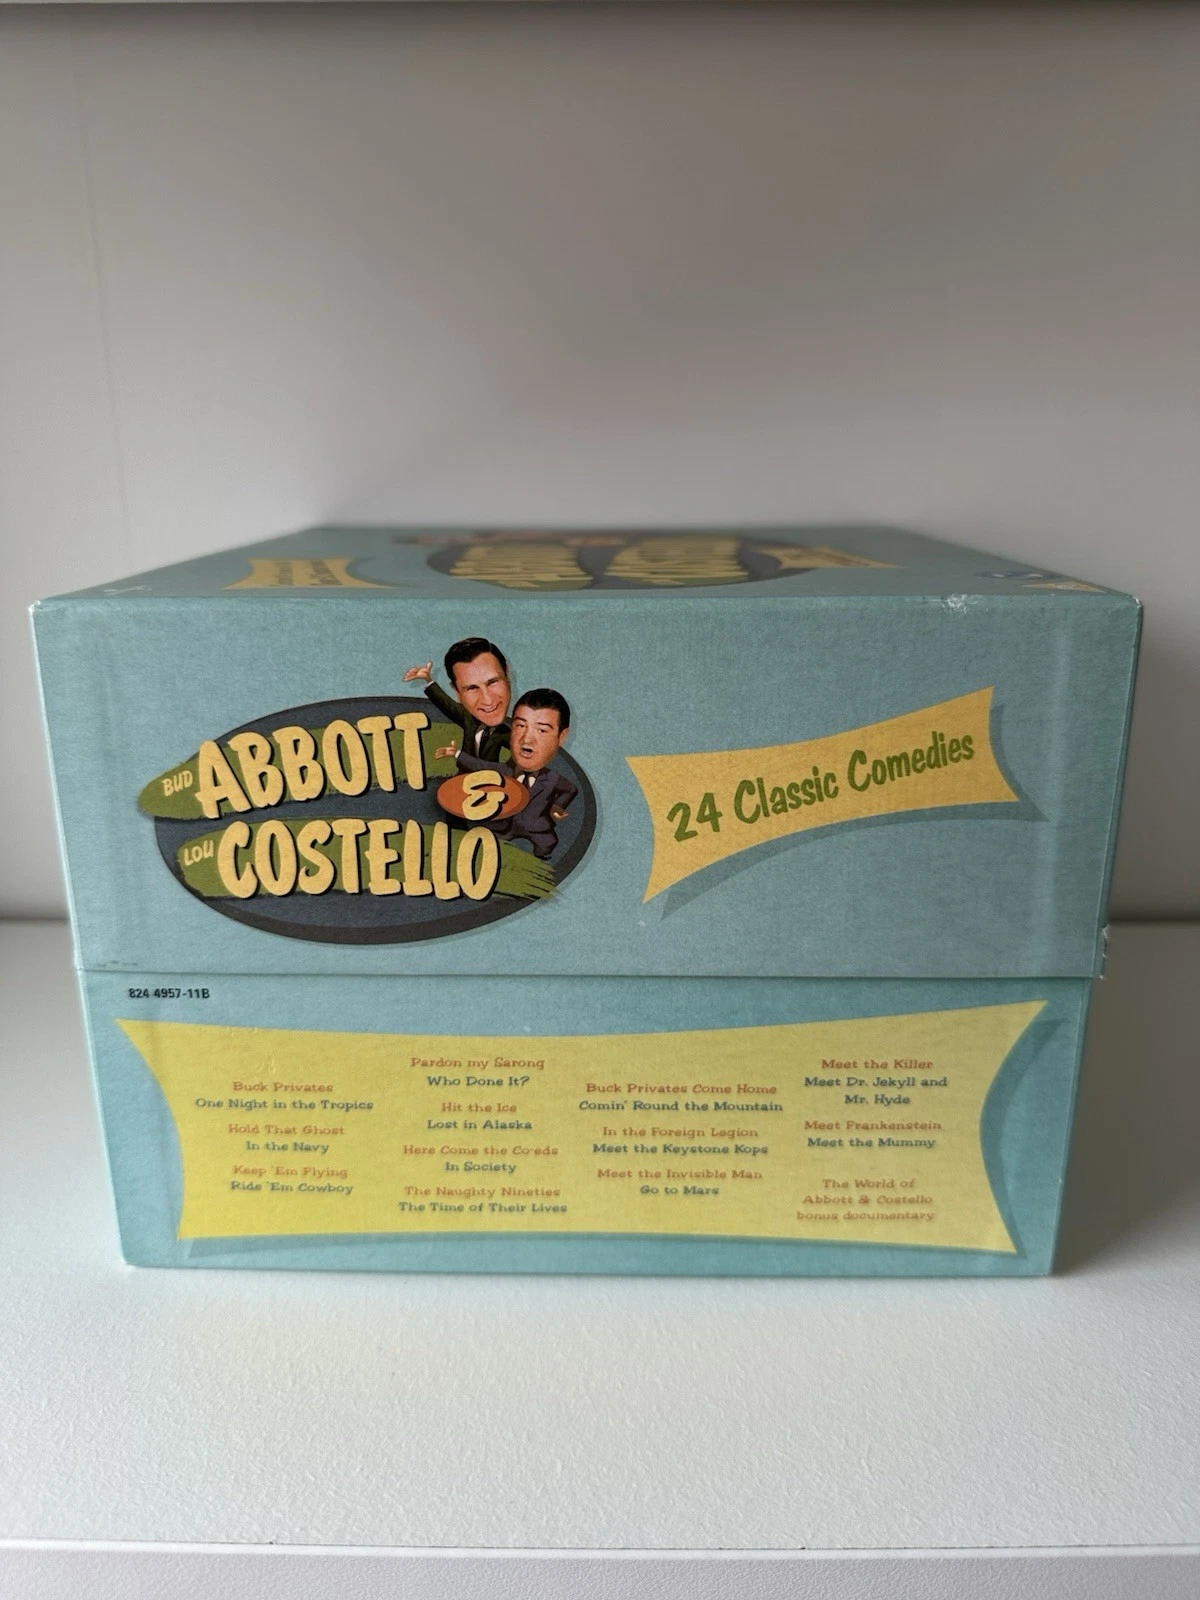 BUD ABBOTT
&
LOU COSTELLO
24 Classic Comedies
824 4957-11B
Buck Privates
One Night in the Tropics
Hold That Ghost
In the Navy
Keep 'Em Flying
Ride 'Em Cowboy
Pardon my Sarong
Who Done It?
Hit the Ice
Lost in Alaska
Here Come the Co-eds
In Society
The Naughty Nineties
The Time of Their Lives
Buck Privates Come Home
Comin' Round the Mountain
In the Foreign Legion
Meet the Keystone Kops
Meet the Invisible Man
Go to Mars
Meet the Killer
Meet Dr. Jekyll and
Mr. Hyde
Meet Frankenstein
Meet the Mummy
The World of
Abbott & Costello
bonus documentary